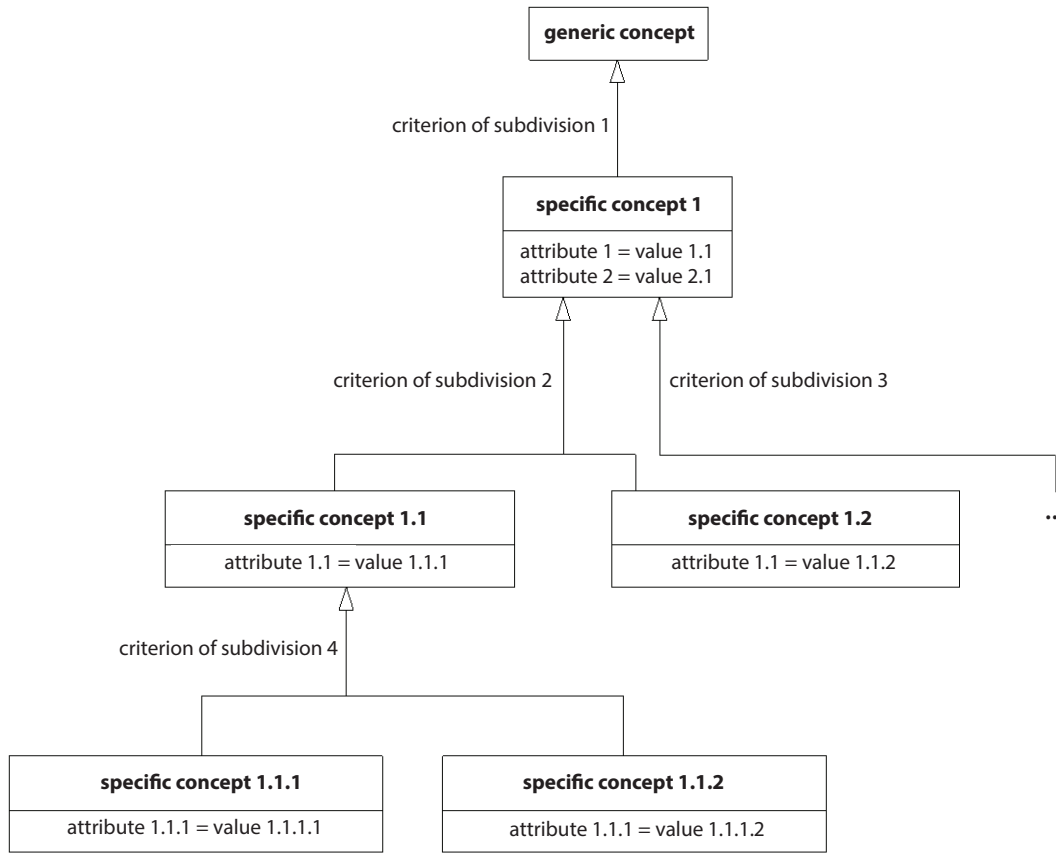 generic concept
criterion of subdivision 1
specific concept 1
attribute 1 = value 1.1
attribute 2 = value 2.1
criterion of subdivision 2
criterion of subdivision 3
specific concept 1.1
attribute 1.1 = value 1.1.1
specific concept 1.2
attribute 1.1 = value 1.1.2
..
criterion of subdivision 4
specific concept 1.1.1
attribute 1.1.1 = value 1.1.1.1
specific concept 1.1.2
attribute 1.1.1 = value 1.1.1.2